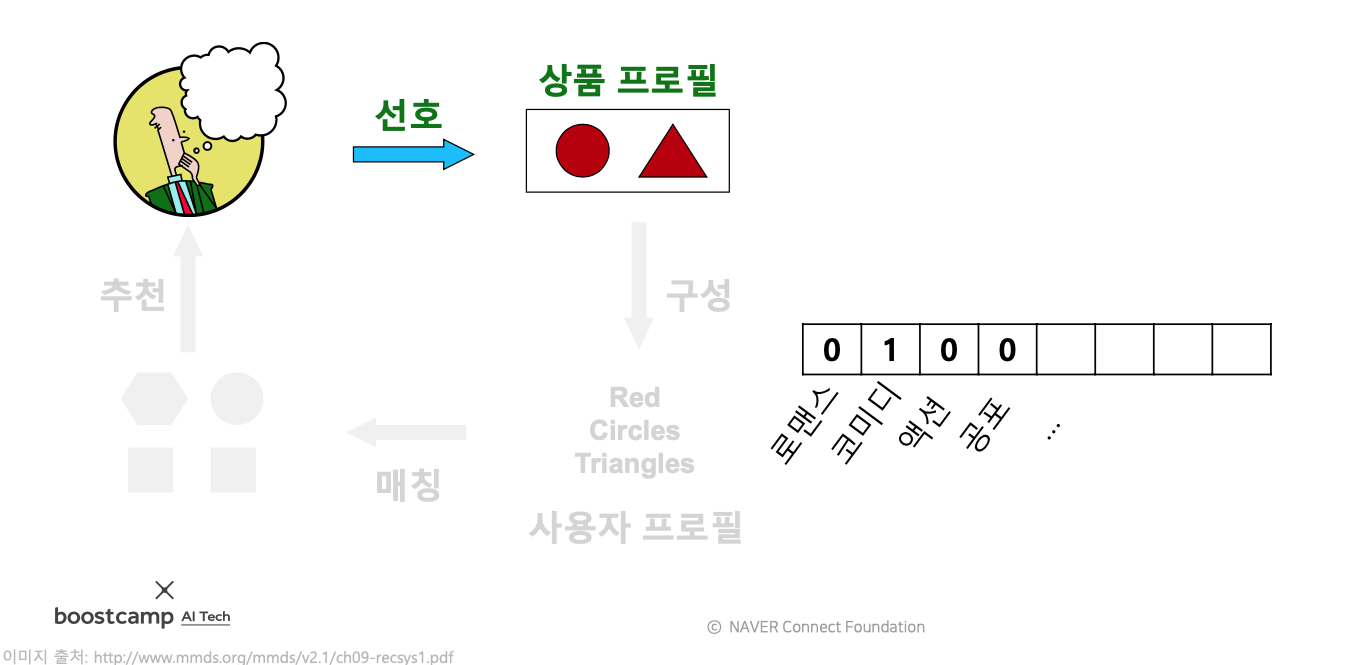 선호
상품 프로필
추천
구성
0 1 0 0
로맨스 코미디 액션 공포 ...
Red
Circles
Triangles
매칭
사용자 프로필
boostcamp AI Tech
ⓒ NAVER Connect Foundation
이미지 출처: http://www.mmds.org/mmds/v2.1/ch09-recsys1.pdf